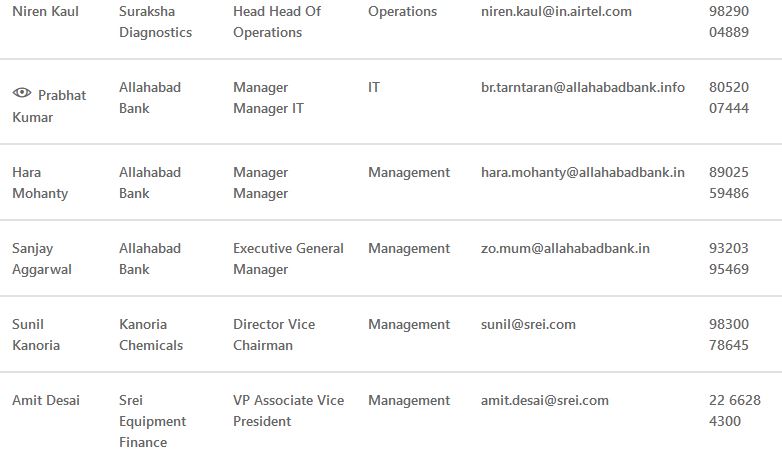 Niren Kaul Suraksha Head Head Of Operations niren.kaul@in.airtel.com 98290
Diagnostics Operations 04889
Prabhat Allahabad Manager IT br.tarntaran@allahabadbank.info 80520
Kumar Bank Manager IT 07444
Hara Allahabad Manager Management hara.mohanty@allahabadbank.in 89025
Mohanty Bank Manager 59486
Sanjay Allahabad Executive General Management zo.mum@allahabadbank.in 93203
Aggarwal Bank Manager 95469
Sunil Kanoria Director Vice Management sunil@srei.com 98300
Kanoria Chemicals Chairman 78645
Amit Desai Srei VP Associate Vice Management amit.desai@srei.com 22 6628
Equipment President 4300
Finance